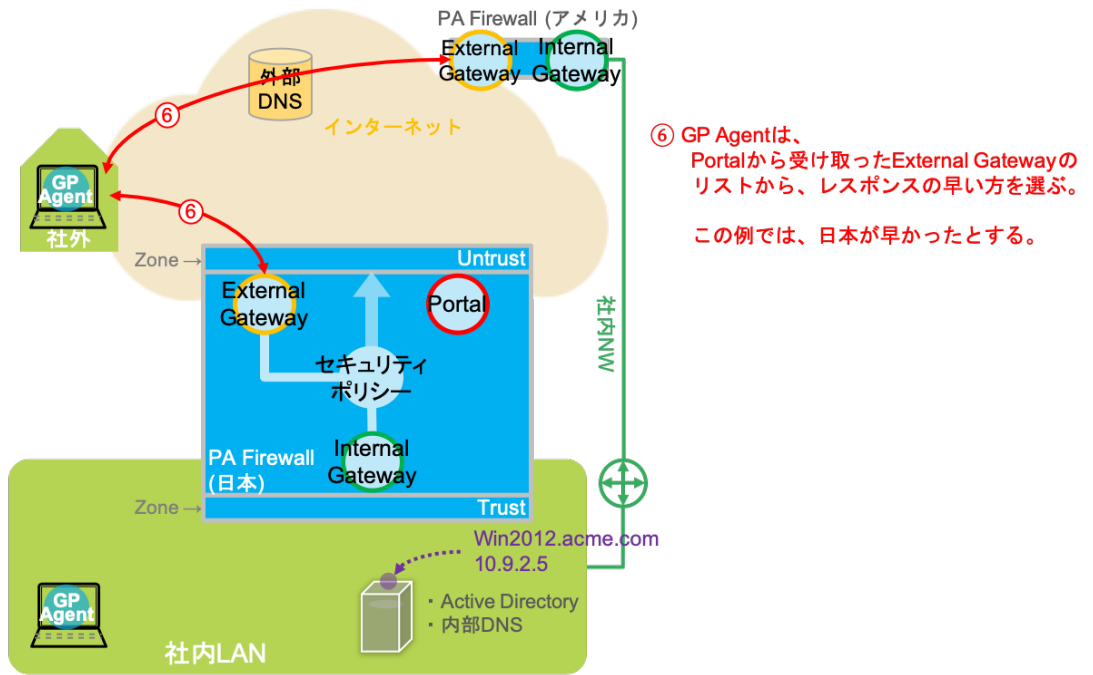 PA Firewall (アメリカ)
External
Gateway
Internal
Gateway
外部
DNS
インターネット
⑥
⑥
⑥ GP Agentは、
Portalから受け取ったExternal Gatewayの
リストから、レスポンスの早い方を選ぶ。
この例では、日本が早かったとする。
GP
Agent
社外
Zone →
Untrust
External
Gateway
Portal
セキュリティ
ポリシー
社内NW
Internal
Gateway
PA Firewall
(日本)
Zone →
Trust
Win2012.acme.com
10.9.2.5
GP
Agent
・Active Directory
・内部DNS
社内LAN